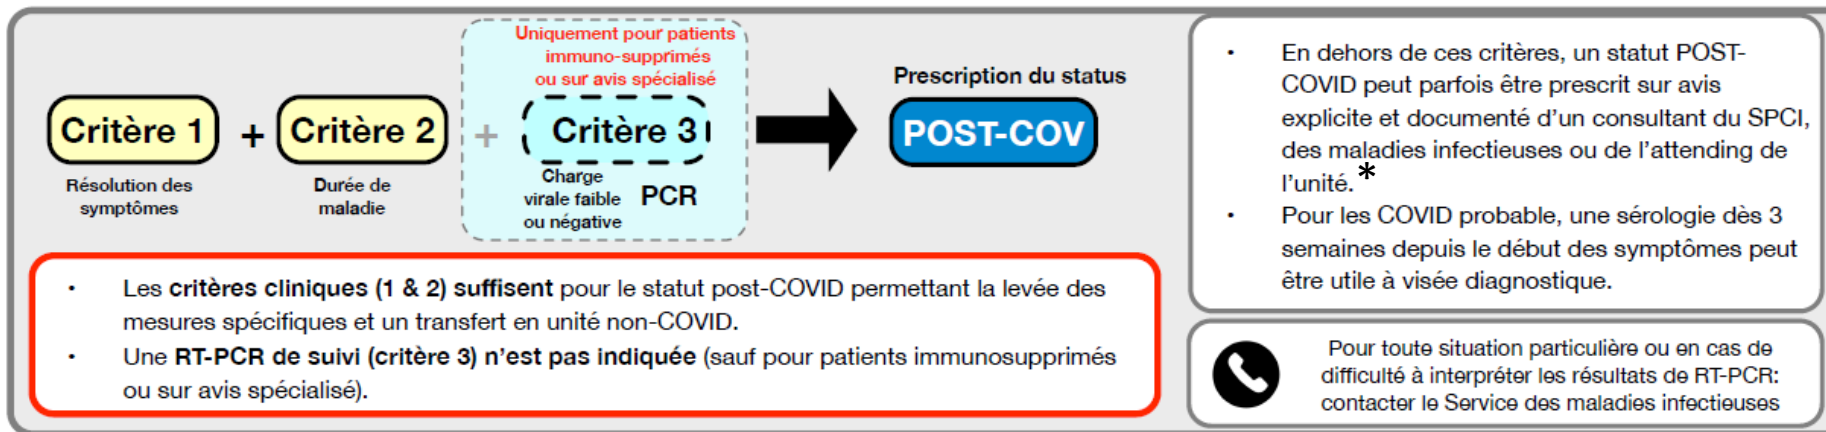 Uniquement pour patients
immuno-supprimés
ou sur avis spécialisé
Critère 1 + Critère 2 + Critère 3
Résolution des
symptômes
Durée de
maladie
Charge
virale faible
ou négative
PCR
Prescription du status
POST-COV
• Les critères cliniques (1 & 2) suffisent pour le statut post-COVID permettant la levée des
mesures spécifiques et un transfert en unité non-COVID.
• Une RT-PCR de suivi (critère 3) n’est pas indiquée (sauf pour patients immunosupprimés
ou sur avis spécialisé).
• En dehors de ces critères, un statut POST-
COVID peut parfois être prescrit sur avis
explicite et documenté d’un consultant du SPCI,
des maladies infectieuses ou de l’attending de
l’unité. *
• Pour les COVID probable, une sérologie dès 3
semaines depuis le début des symptômes peut
être utile à visée diagnostique.
Pour toute situation particulière ou en cas de
difficulté à interpréter les résultats de RT-PCR:
contacter le Service des maladies infectieuses